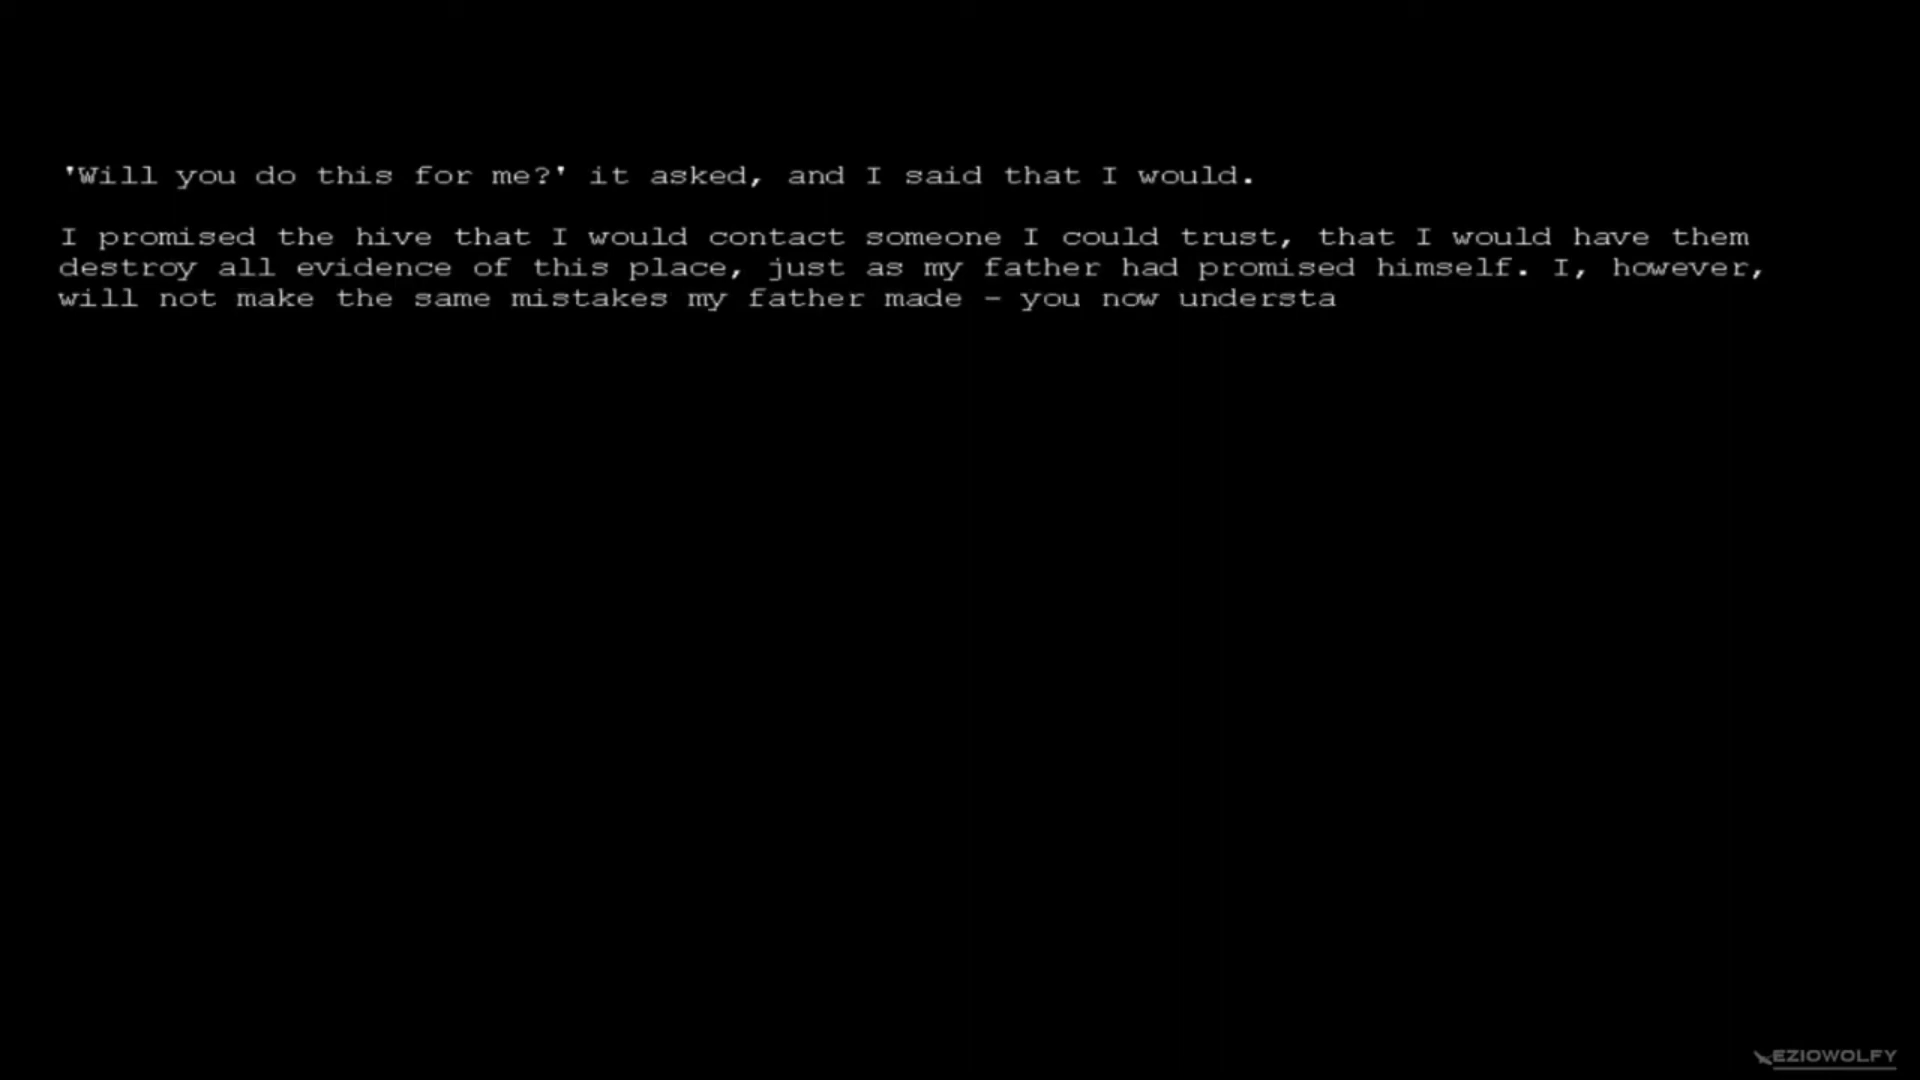 'Will you do this for me?' it asked, and I said that I would.
I promised the hive that I would contact someone I could trust, that I would have them
destroy all evidence of this place, just as my father had promised himself. I, however,
will not make the same mistakes my father made – you now understa
EZIOWOLFY